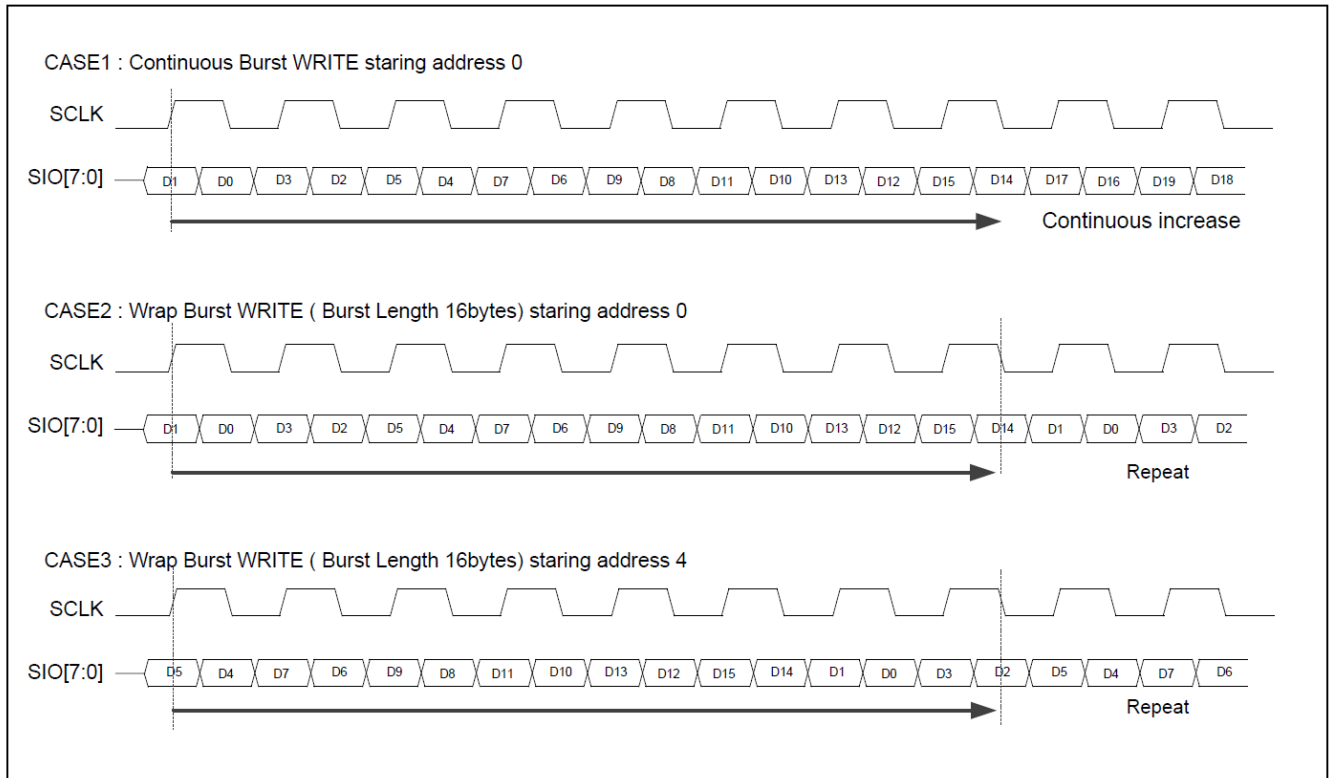 CASE1 : Continuous Burst WRITE staring address 0
SCLK
SIO[7:0] D1 D0 D3 D2 D5 D4 D7 D6 D9 D8 D11 D10 D13 D12 D15 D14 D17 D16 D19 D18
Continuous increase
CASE2 : Wrap Burst WRITE ( Burst Length 16bytes) staring address 0
SCLK
SIO[7:0] D1 D0 D3 D2 D5 D4 D7 D6 D9 D8 D11 D10 D13 D12 D15 D14 D1 D0 D3 D2
Repeat
CASE3 : Wrap Burst WRITE ( Burst Length 16bytes) staring address 4
SCLK
SIO[7:0] D5 D4 D7 D6 D9 D8 D11 D10 D13 D12 D15 D14 D1 D0 D3 D2 D5 D4 D7 D6
Repeat